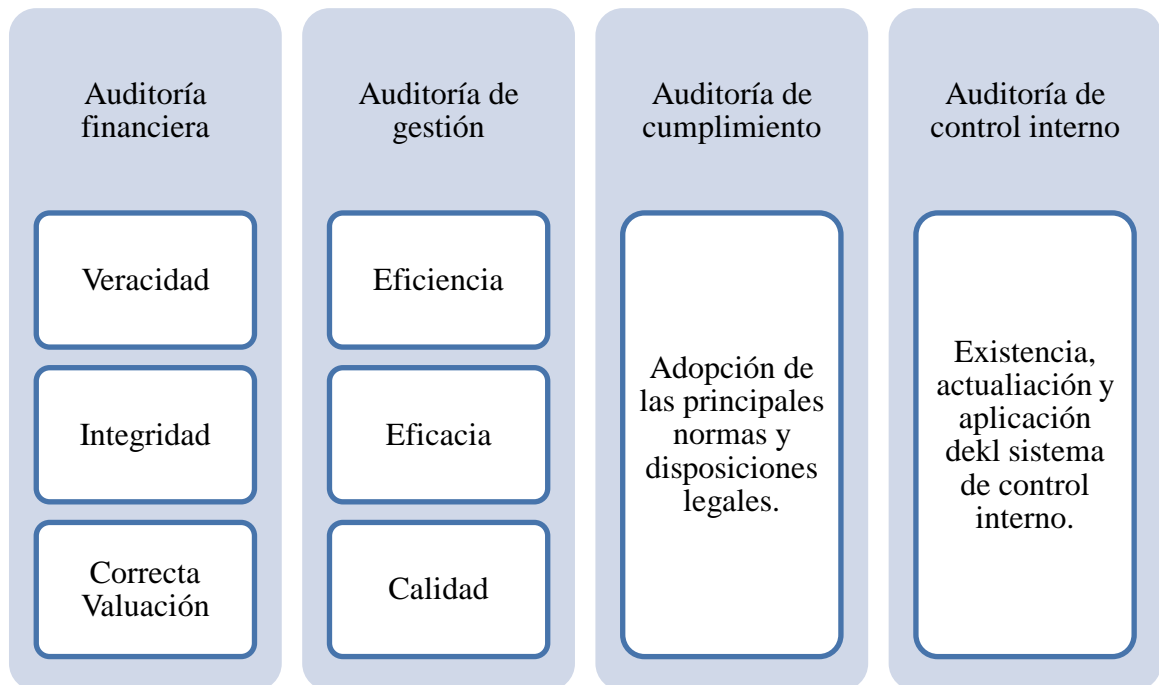 Auditoría
financiera
Veracidad
Integridad
Correcta
Valuación
Auditoría de
gestión
Eficiencia
Eficacia
Calidad
Auditoría de
cumplimiento
Adopción de
las principales
normas y
disposiciones
legales.
Auditoría de
control interno
Existencia,
actualiación y
aplicación
dekl sistema
de control
interno.